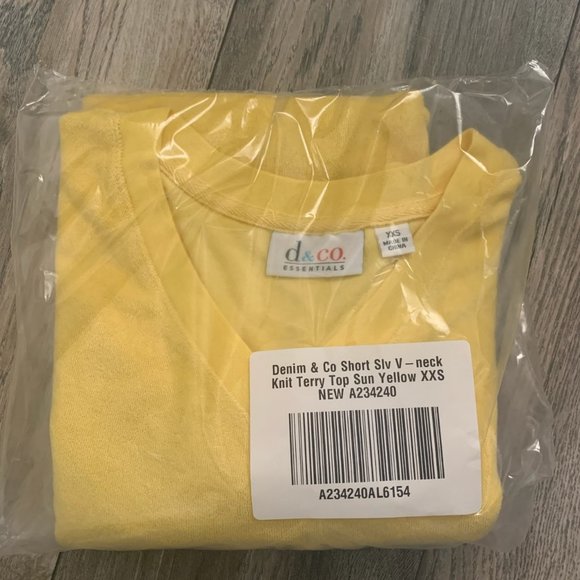 d&co.
ESSENTIALS
XXS
MADE IN
CHINA
Denim & Co Short Slv V-neck
Knit Terry Top Sun Yellow XXS
NEW A234240
A234240AL6154